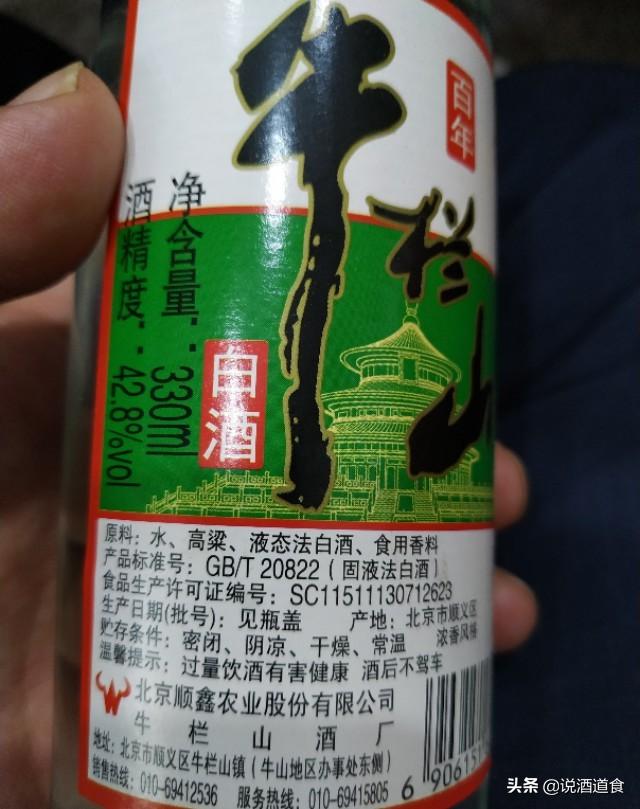 百年
牛栏山
净含量：330ml
酒精度：42.8%vol
白酒
原料：水、高粱、液态法白酒、食用香料
产品标准号：GB/T 20822（固液法白酒）
食品生产许可证编号：SC11511130712623
生产日期(批号)：见瓶盖 产地：北京市顺义区
贮存条件：密闭、阴凉、干燥、常温 浓香风格
温馨提示：过量饮酒有害健康 酒后不驾车
北京顺鑫农业股份有限公司
牛栏山酒厂
地址：北京市顺义区牛栏山镇（牛山地区办事处东侧）
销售热线：010-69412536 服务热线：010-69415805
6 90615
头条 @说酒道食